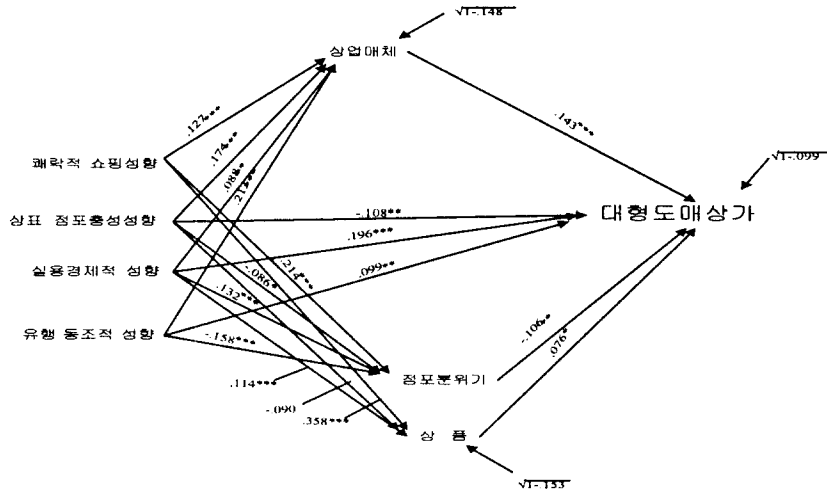 √1-.148
상업매체
.143***
.127***
.174***
.088*
.213***
√1-.099
쾌락적 쇼핑성향
상표 점포충성성향
-.108**
대형도매상가
.196***
실용경제적 성향
-.086*
.214***
.099**
.132***
유행 동조적 성향
-.158***
-.106**
.076*
점포분위기
.114***
-.090
.358***
상 품
√1-.153